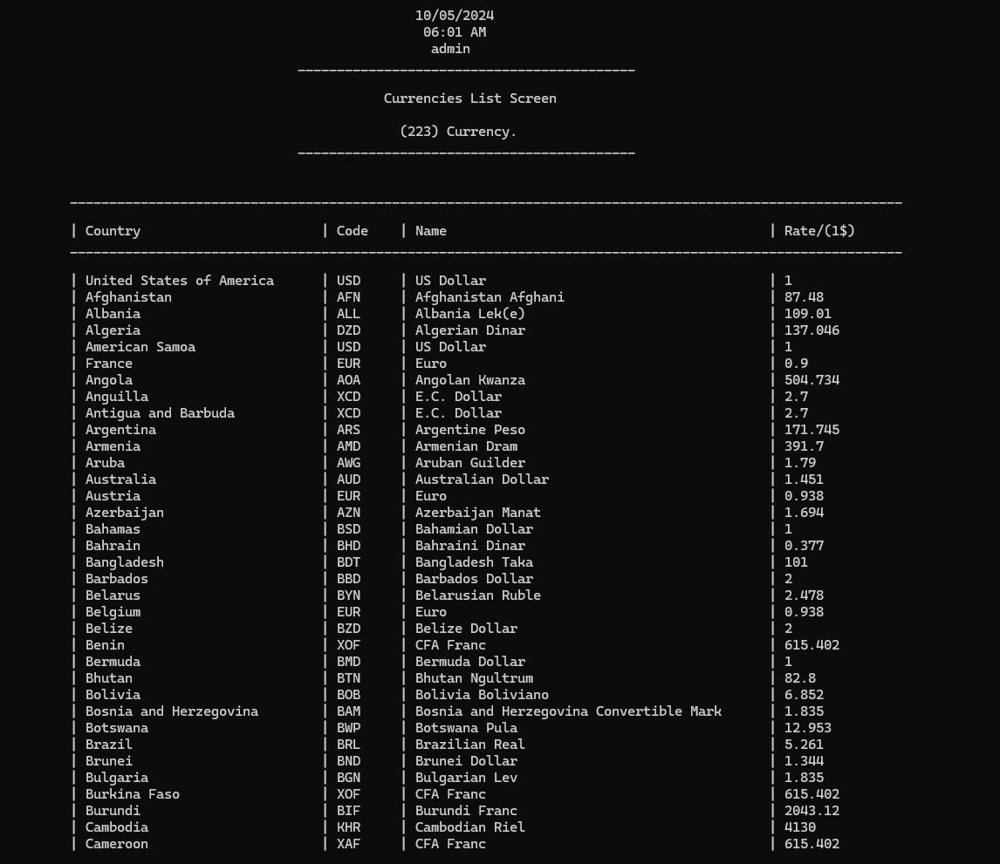 10/05/2024
06:01 AM
admin
___________________________________________
Currencies List Screen
(223) Currency.
___________________________________________
__________________________________________________________________________________________________________
| Country | Code | Name | Rate/(1$)
__________________________________________________________________________________________________________
| United States of America | USD | US Dollar | 1
| Afghanistan | AFN | Afghanistan Afghani | 87.48
| Albania | ALL | Albania Lek(e) | 109.01
| Algeria | DZD | Algerian Dinar | 137.046
| American Samoa | USD | US Dollar | 1
| France | EUR | Euro | 0.9
| Angola | AOA | Angolan Kwanza | 504.734
| Anguilla | XCD | E.C. Dollar | 2.7
| Antigua and Barbuda | XCD | E.C. Dollar | 2.7
| Argentina | ARS | Argentine Peso | 171.745
| Armenia | AMD | Armenian Dram | 391.7
| Aruba | AWG | Aruban Guilder | 1.79
| Australia | AUD | Australian Dollar | 1.451
| Austria | EUR | Euro | 0.938
| Azerbaijan | AZN | Azerbaijan Manat | 1.694
| Bahamas | BSD | Bahamian Dollar | 1
| Bahrain | BHD | Bahraini Dinar | 0.377
| Bangladesh | BDT | Bangladesh Taka | 101
| Barbados | BBD | Barbados Dollar | 2
| Belarus | BYN | Belarusian Ruble | 2.478
| Belgium | EUR | Euro | 0.938
| Belize | BZD | Belize Dollar | 2
| Benin | XOF | CFA Franc | 615.402
| Bermuda | BMD | Bermuda Dollar | 1
| Bhutan | BTN | Bhutan Ngultrum | 82.8
| Bolivia | BOB | Bolivia Boliviano | 6.852
| Bosnia and Herzegovina | BAM | Bosnia and Herzegovina Convertible Mark | 1.835
| Botswana | BWP | Botswana Pula | 12.953
| Brazil | BRL | Brazilian Real | 5.261
| Brunei | BND | Brunei Dollar | 1.344
| Bulgaria | BGN | Bulgarian Lev | 1.835
| Burkina Faso | XOF | CFA Franc | 615.402
| Burundi | BIF | Burundi Franc | 2043.12
| Cambodia | KHR | Cambodian Riel | 4130
| Cameroon | XAF | CFA Franc | 615.402